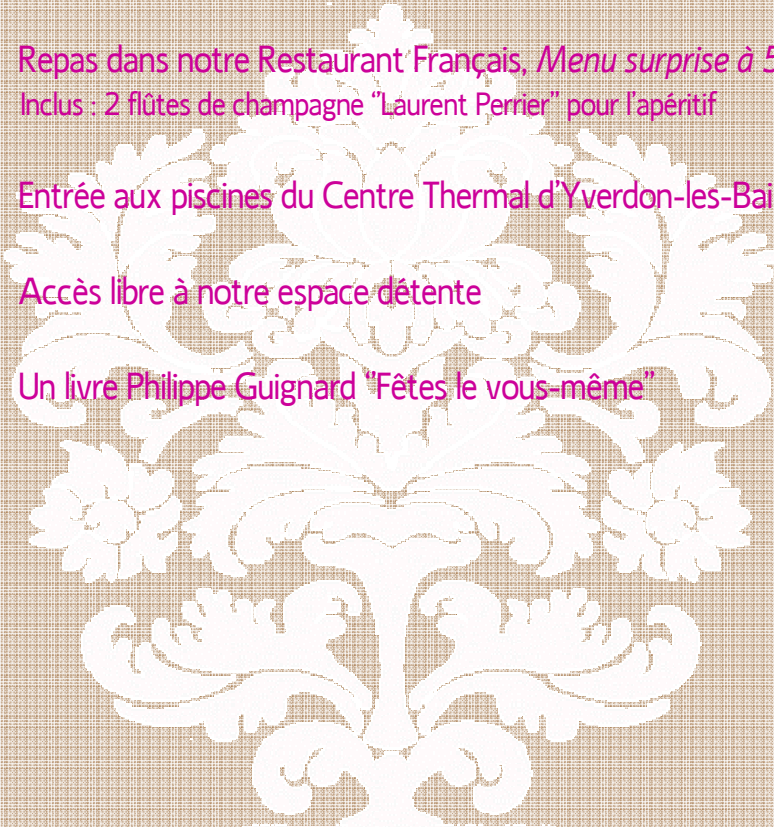 Repas dans notre Restaurant Français, Menu surprise à 5
Inclus : 2 flûtes de champagne "Laurent Perrier" pour l'apéritif
Entrée aux piscines du Centre Thermal d'Yverdon-les-Bai
Accès libre à notre espace détente
Un livre Philippe Guignard "Fêtes le vous-même"